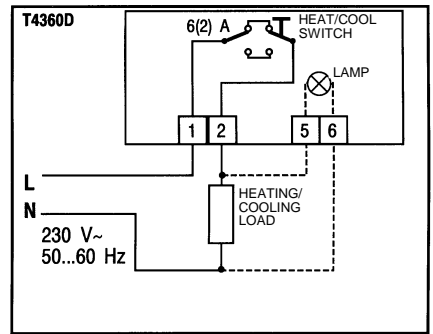 T4360D
6(2) A
HEAT/COOL
SWITCH
LAMP
1 2 5 6
L
N
HEATING/
COOLING
LOAD
230 V~
50...60 Hz